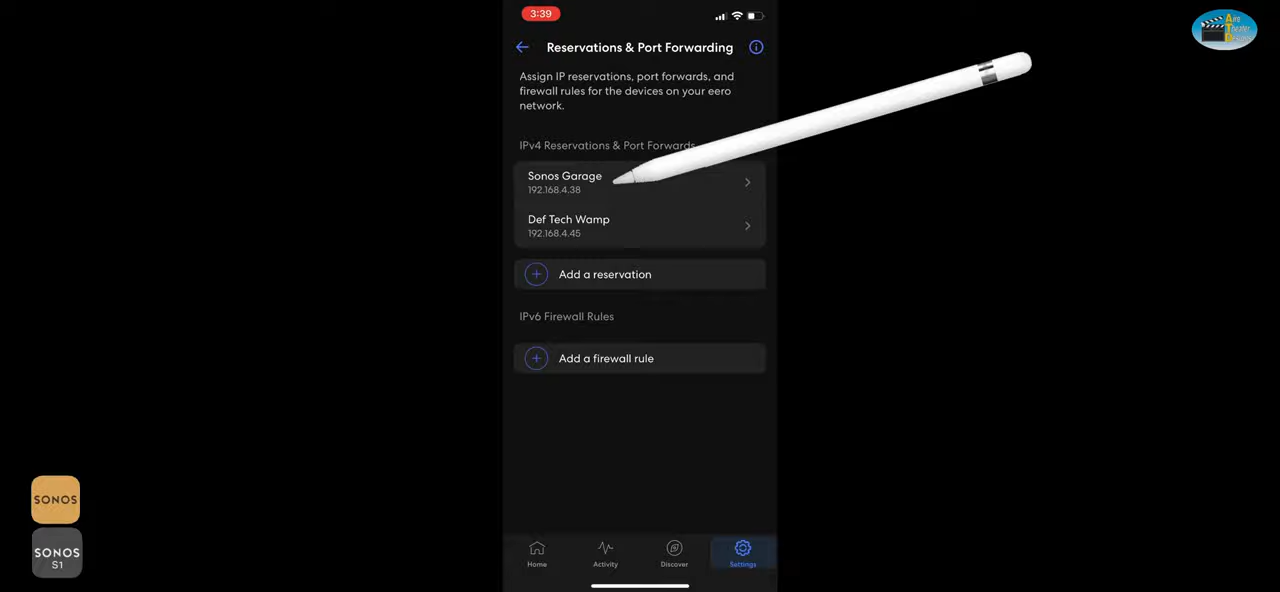 3:39
Reservations & Port Forwarding
Assign IP reservations, port forwards, and
firewall rules for the devices on your eero
network.
IPv4 Reservations & Port Forwards
Sonos Garage
192.168.4.38
Def Tech Wamp
192.168.4.45
Add a reservation
IPv6 Firewall Rules
Add a firewall rule
Home
Activity
Discover
Settings
SONOS
SONOS
S1
Theater